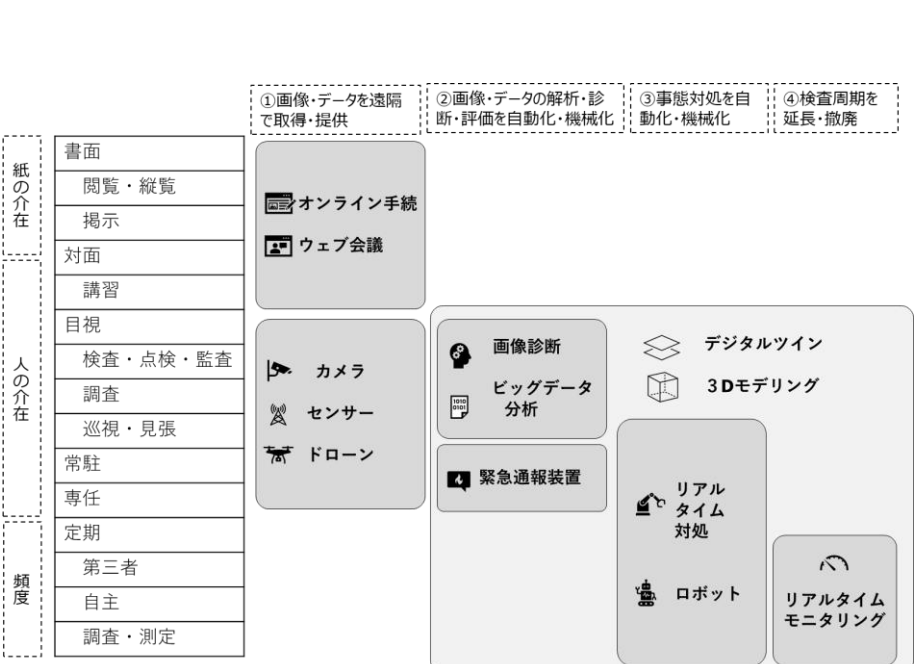 ①画像・データを遠隔
で取得・提供
②画像・データの解析・診
断・評価を自動化・機械化
③事態対処を自
動化・機械化
④検査周期を
延長・撤廃
紙の介在
人の介在
頻度
書面
閲覧・縦覧
掲示
対面
講習
目視
検査・点検・監査
調査
巡視・見張
常駐
専任
定期
第三者
自主
調査・測定
オンライン手続
ウェブ会議
カメラ
センサー
ドローン
画像診断
ビッグデータ
分析
1010
0101
緊急通報装置
デジタルツイン
3Dモデリング
リアル
タイム
対処
ロボット
リアルタイム
モニタリング